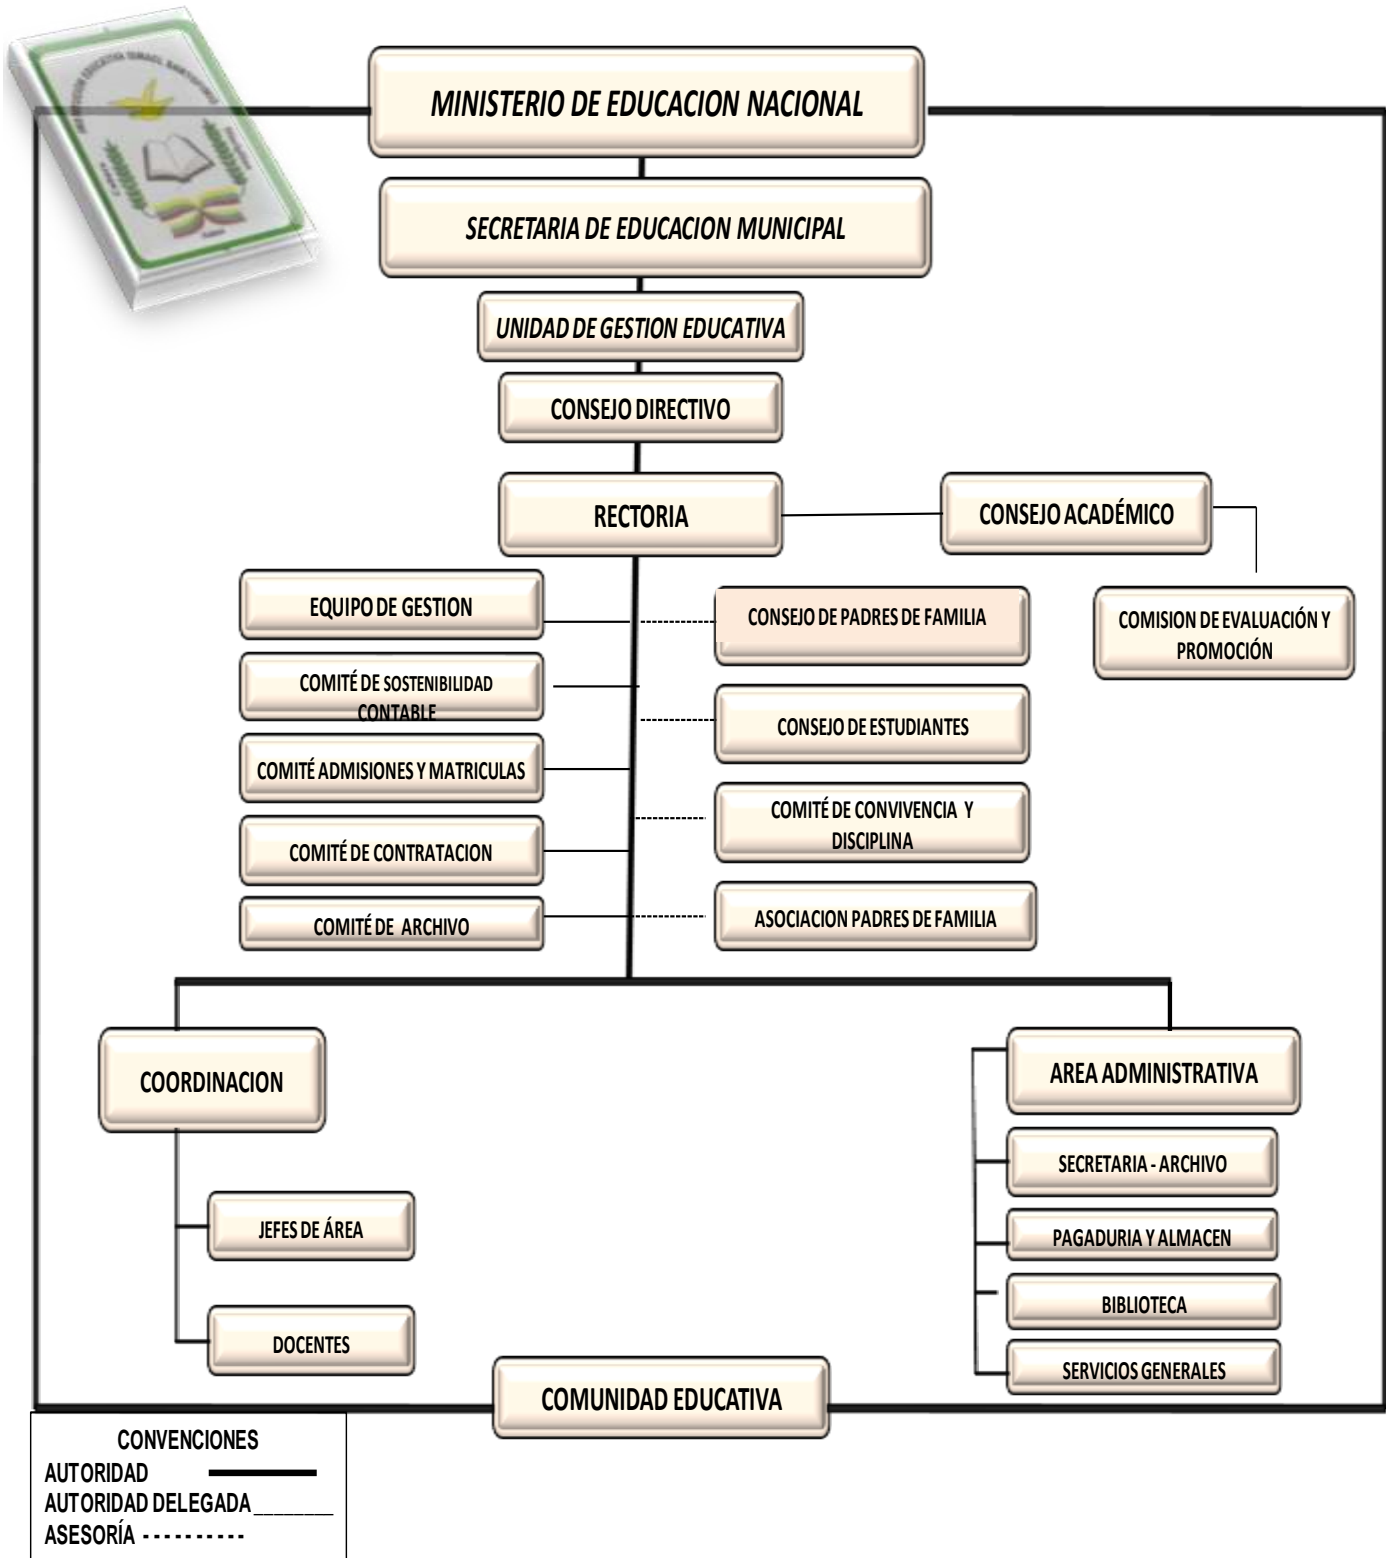 EDUCATIVA ISMAEL
MINISTERIO DE EDUCACION NACIONAL
SECRETARIA DE EDUCACION MUNICIPAL
UNIDAD DE GESTION EDUCATIVA
CONSEJO DIRECTIVO
RECTORIA
CONSEJO ACADÉMICO
EQUIPO DE GESTION
CONSEJO DE PADRES DE FAMILIA
COMISION DE EVALUACIÓN Y
PROMOCIÓN
COMITÉ DE SOSTENIBILIDAD
CONTABLE
CONSEJO DE ESTUDIANTES
COMITÉ ADMISIONES Y MATRICULAS
COMITÉ DE CONVIVENCIA Y
DISCIPLINA
COMITÉ DE CONTRATACION
COMITÉ DE ARCHIVO
ASOCIACION PADRES DE FAMILIA
COORDINACION
AREA ADMINISTRATIVA
SECRETARIA - ARCHIVO
JEFES DE ÁREA
PAGADURIA Y ALMACEN
BIBLIOTECA
DOCENTES
SERVICIOS GENERALES
COMUNIDAD EDUCATIVA
CONVENCIONES
AUTORIDAD
AUTORIDAD DELEGADA ________
ASESORÍA ----------